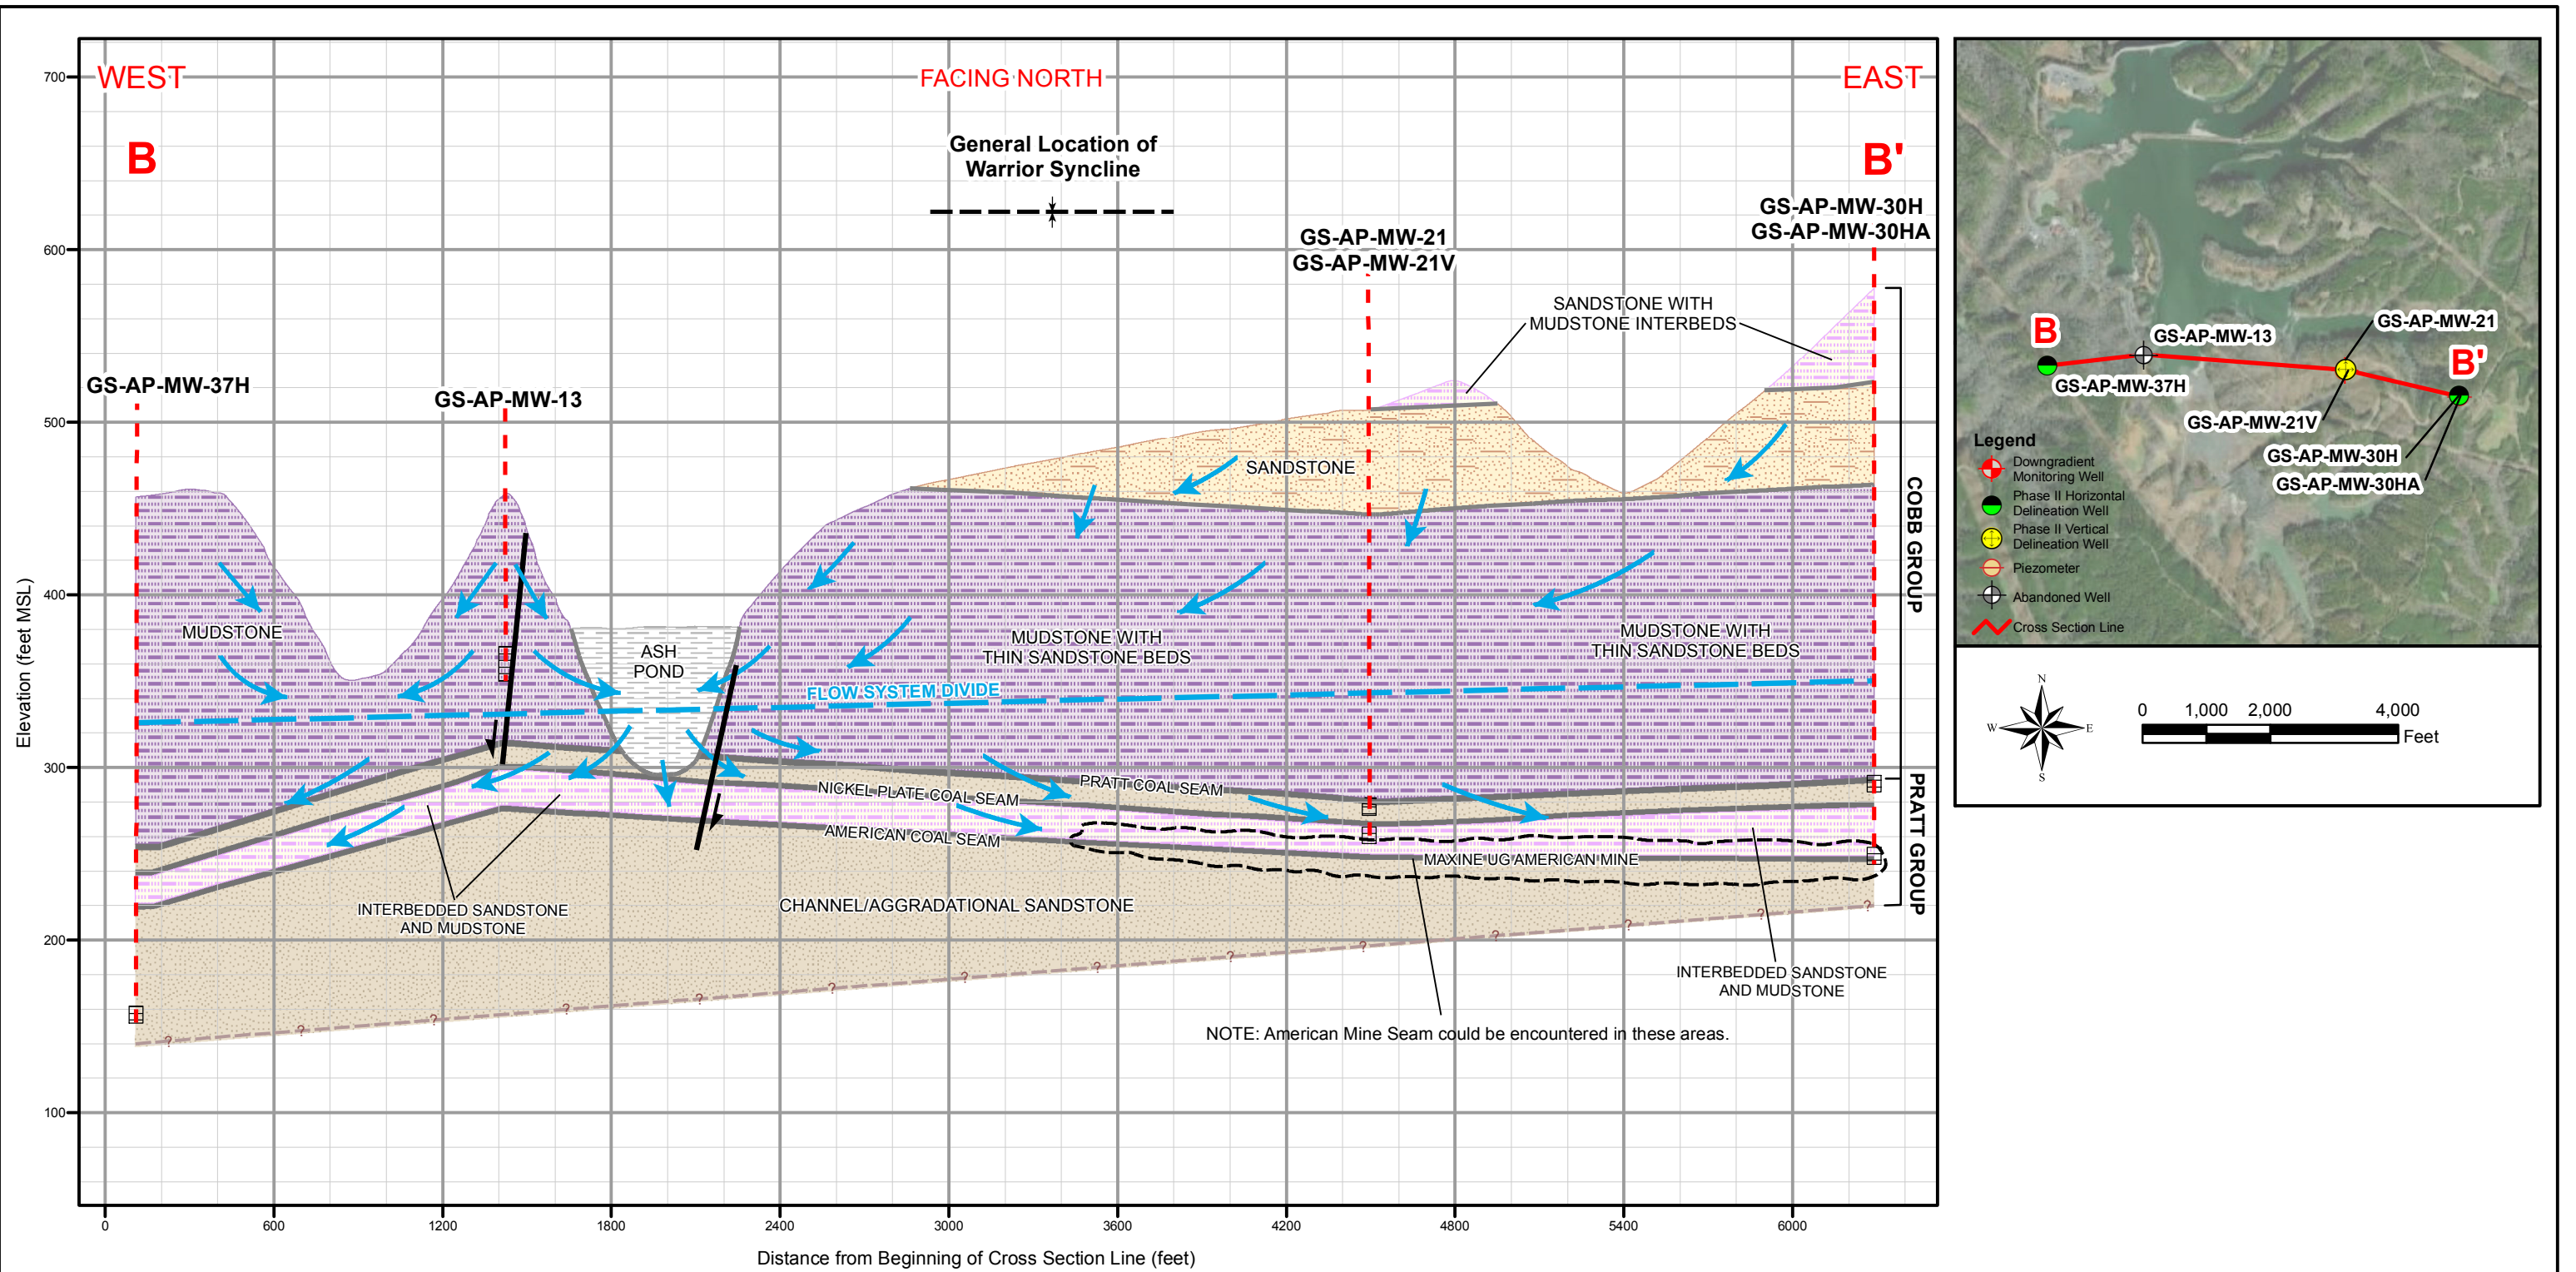 WEST
FACING NORTH
EAST
B
B'
General Location of
Warrior Syncline
GS-AP-MW-30H
GS-AP-MW-30HA
GS-AP-MW-21
GS-AP-MW-21V
GS-AP-MW-37H
GS-AP-MW-13
SANDSTONE WITH
MUDSTONE INTERBEDS
SANDSTONE
MUDSTONE
ASH
POND
MUDSTONE WITH
THIN SANDSTONE BEDS
MUDSTONE WITH
THIN SANDSTONE BEDS
FLOW SYSTEM DIVIDE
PRATT COAL SEAM
NICKEL PLATE COAL SEAM
AMERICAN COAL SEAM
MAXINE UG AMERICAN MINE
CHANNEL/AGGRADATIONAL SANDSTONE
INTERBEDDED SANDSTONE
AND MUDSTONE
INTERBEDDED SANDSTONE
AND MUDSTONE
NOTE: American Mine Seam could be encountered in these areas.
? ? ? ? ? ? ? ? ? ? ? ? ? ?
COBB GROUP
PRATT GROUP
Elevation (feet MSL)
700
600
500
400
300
200
100
0 600 1200 1800 2400 3000 3600 4200 4800 5400 6000
Distance from Beginning of Cross Section Line (feet)
B
GS-AP-MW-13
GS-AP-MW-21
B'
GS-AP-MW-37H
GS-AP-MW-21V
GS-AP-MW-30H
GS-AP-MW-30HA
Legend
Downgradient
Monitoring Well
Phase II Horizontal
Delineation Well
Phase II Vertical
Delineation Well
Piezometer
Abandoned Well
Cross Section Line
N
W
E
S
0 1,000 2,000 4,000
Feet